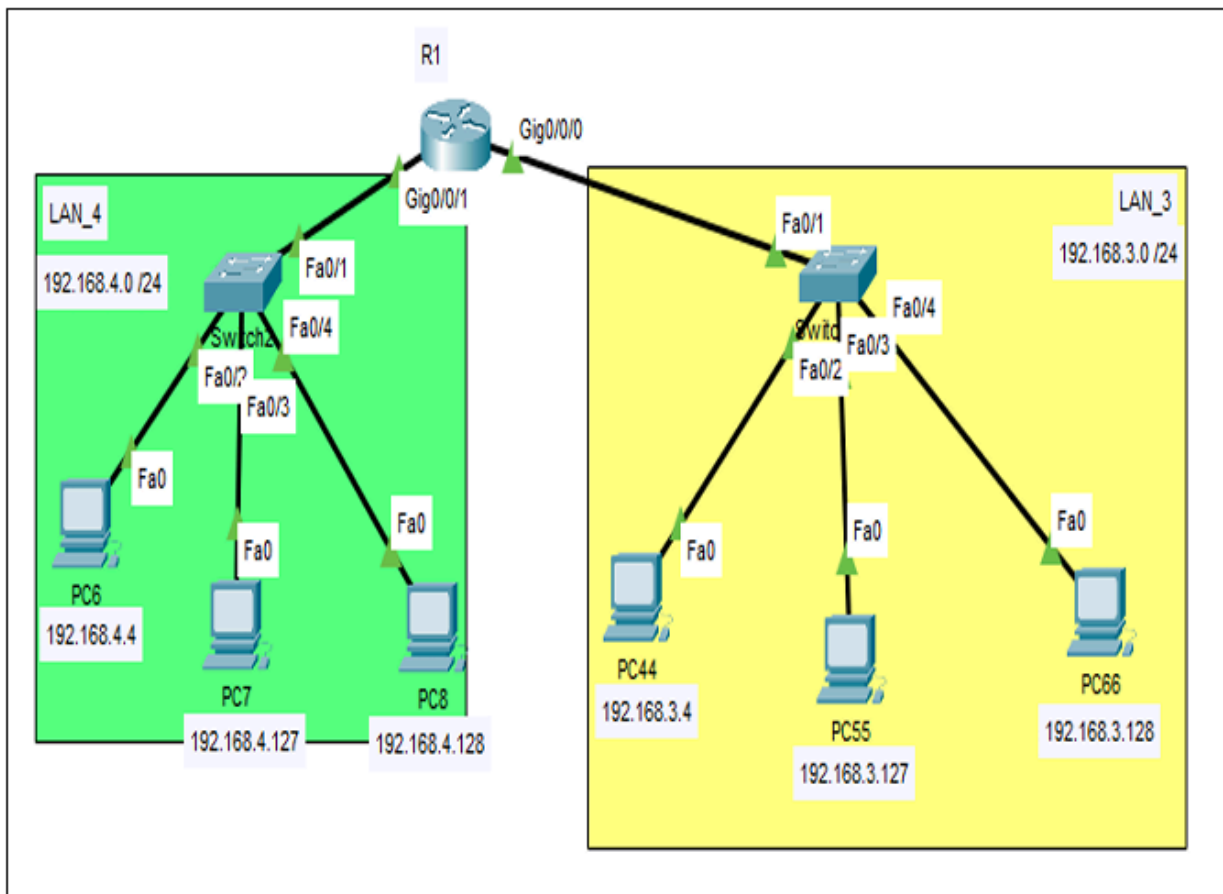 R1
Gig0/0/0
Gig0/0/1
LAN_4
192.168.4.0 /24
Fa0/1
Switch2
Fa0/4
Fa0/2
Fa0/3
Fa0
Fa0
Fa0
PC6
192.168.4.4
PC7
192.168.4.127
PC8
192.168.4.128
LAN_3
192.168.3.0 /24
Fa0/1
Fa0/4
Fa0/3
Fa0/2
Fa0
Fa0
Fa0
PC44
192.168.3.4
PC55
192.168.3.127
PC66
192.168.3.128